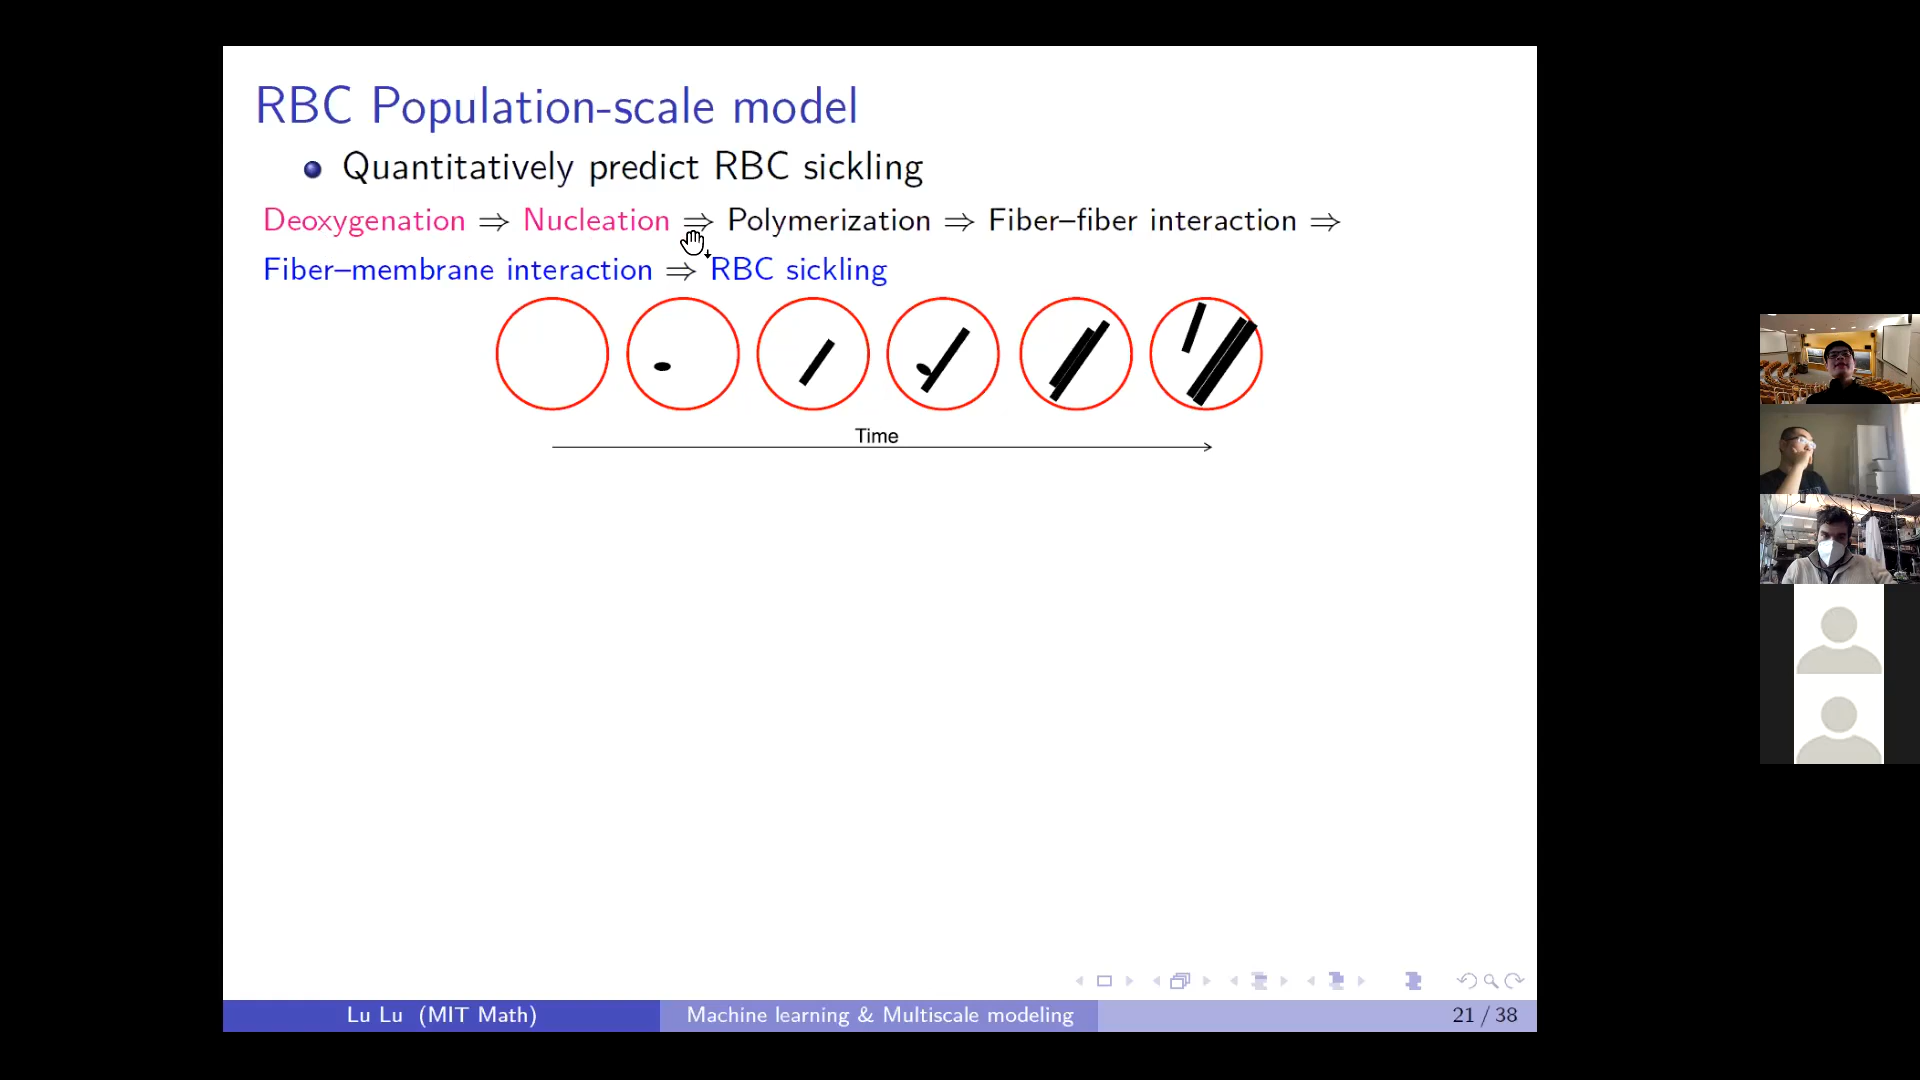 RBC Population-scale model
Quantitatively predict RBC sickling
Deoxygenation ⇒ Nucleation ⇒ Polymerization ⇒ Fiber–fiber interaction ⇒
Fiber–membrane interaction ⇒ RBC sickling
Time
Lu Lu (MIT Math)
Machine learning & Multiscale modeling
21 / 38